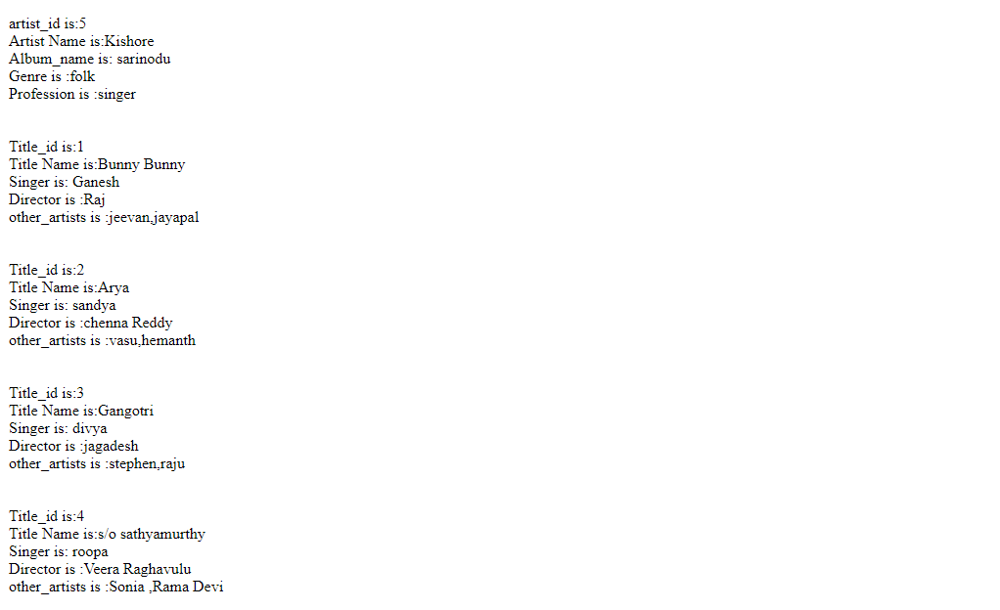 artist_id is:5
Artist Name is:Kishore
Album_name is: sarinodu
Genre is :folk
Profession is :singer
Title_id is:1
Title Name is:Bunny Bunny
Singer is: Ganesh
Director is :Raj
other_artists is :jeevan,jayapal
Title_id is:2
Title Name is:Arya
Singer is: sandya
Director is :chenna Reddy
other_artists is :vasu,hemanth
Title_id is:3
Title Name is:Gangotri
Singer is: divya
Director is :jagadesh
other_artists is :stephen,raju
Title_id is:4
Title Name is:s/o sathyamurthy
Singer is: roopa
Director is :Veera Raghavulu
other_artists is :Sonia ,Rama Devi